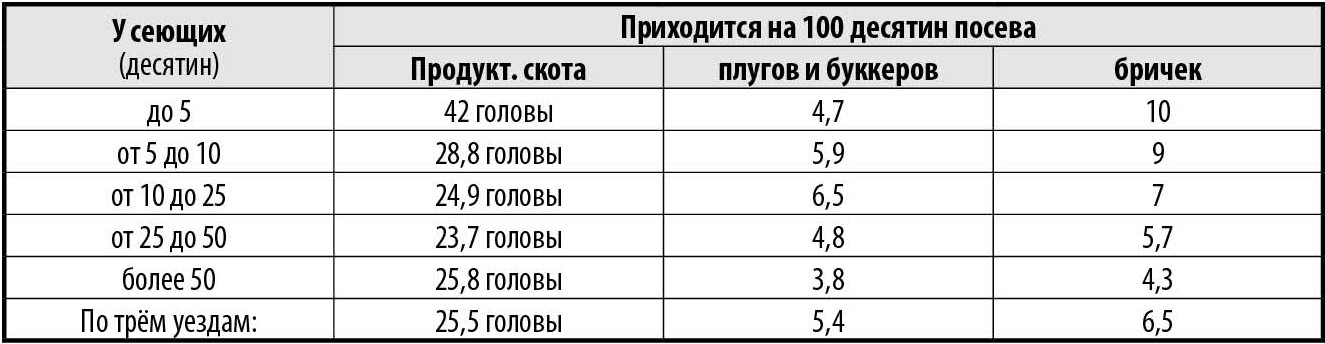 У сеющих (десятин) Приходится на 100 десятин посева
Продукт. скота плугов и буккеров бричек
до 5 42 головы 4,7 10
от 5 до 10 28,8 головы 5,9 9
от 10 до 25 24,9 головы 6,5 7
от 25 до 50 23,7 головы 4,8 5,7
более 50 25,8 головы 3,8 4,3
По трём уездам: 25,5 головы 5,4 6,5